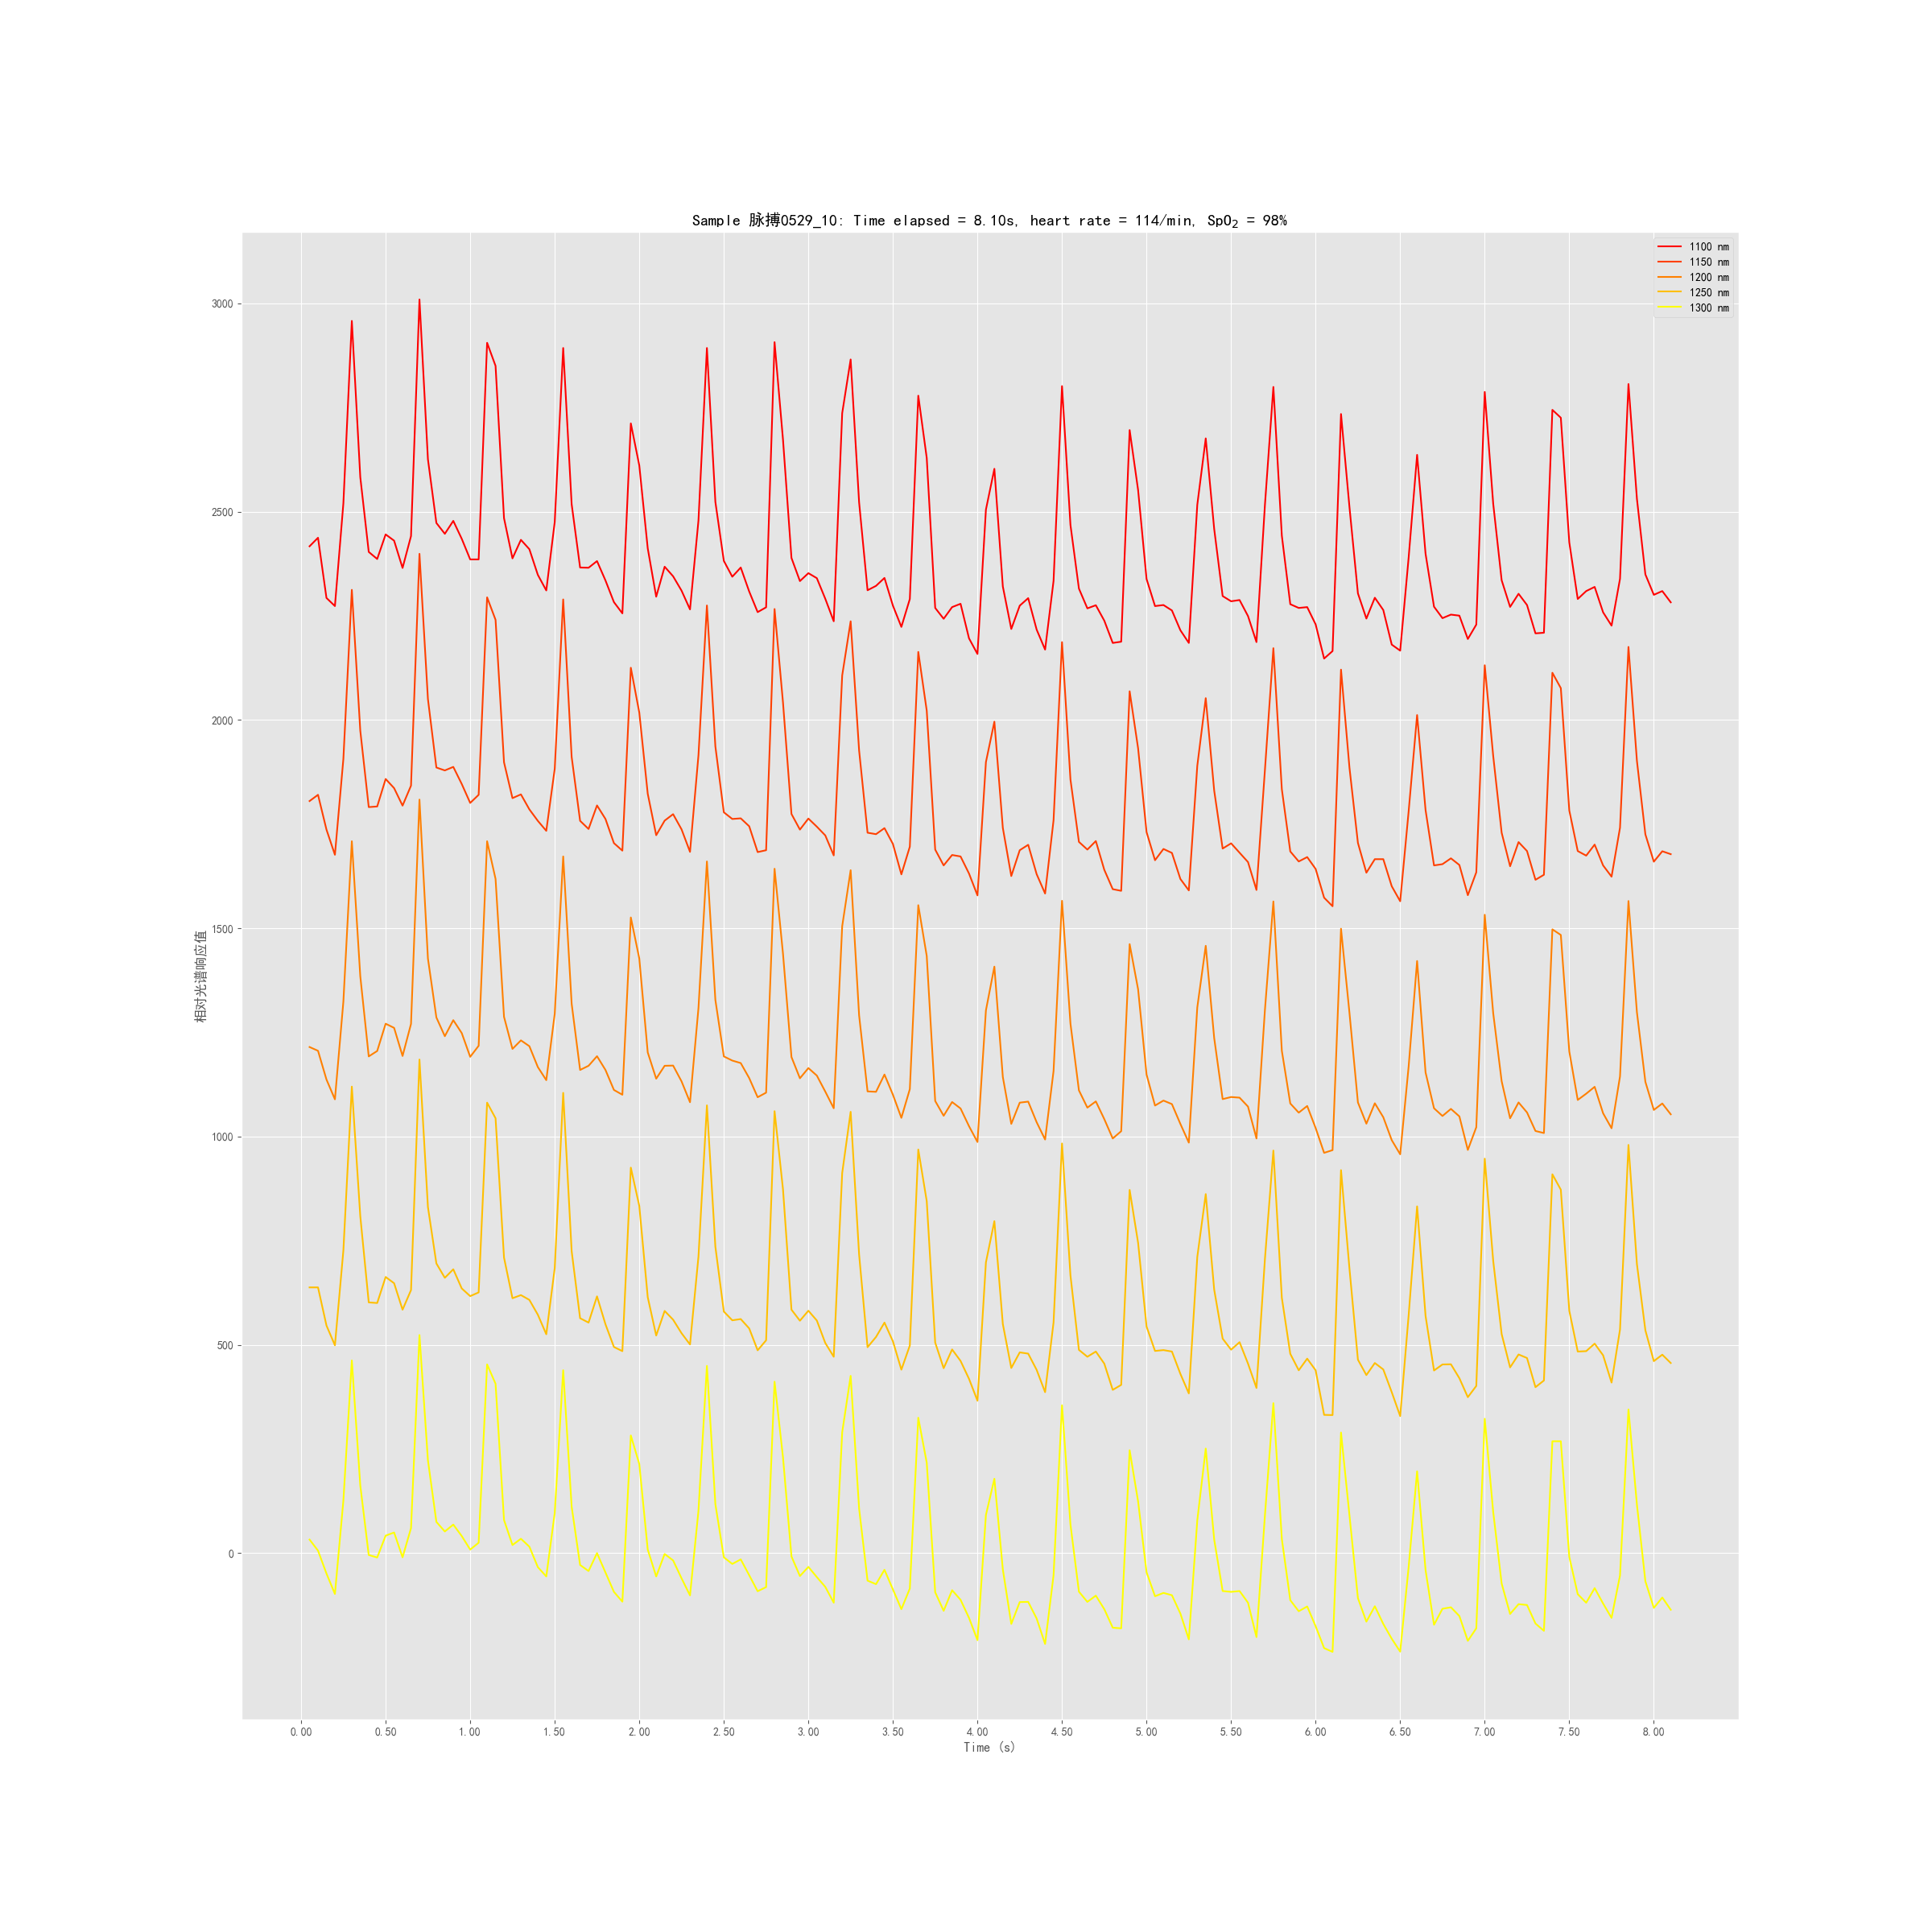 Sample 脉搏0529_10: Time elapsed = 8.10s, heart rate = 114/min, SpO₂ = 98%
1100 nm
1150 nm
1200 nm
1250 nm
1300 nm
3000
2500
2000
1500
1000
500
0
相对光谱响应值
0.00 0.50 1.00 1.50 2.00 2.50 3.00 3.50 4.00 4.50 5.00 5.50 6.00 6.50 7.00 7.50 8.00
Time (s)